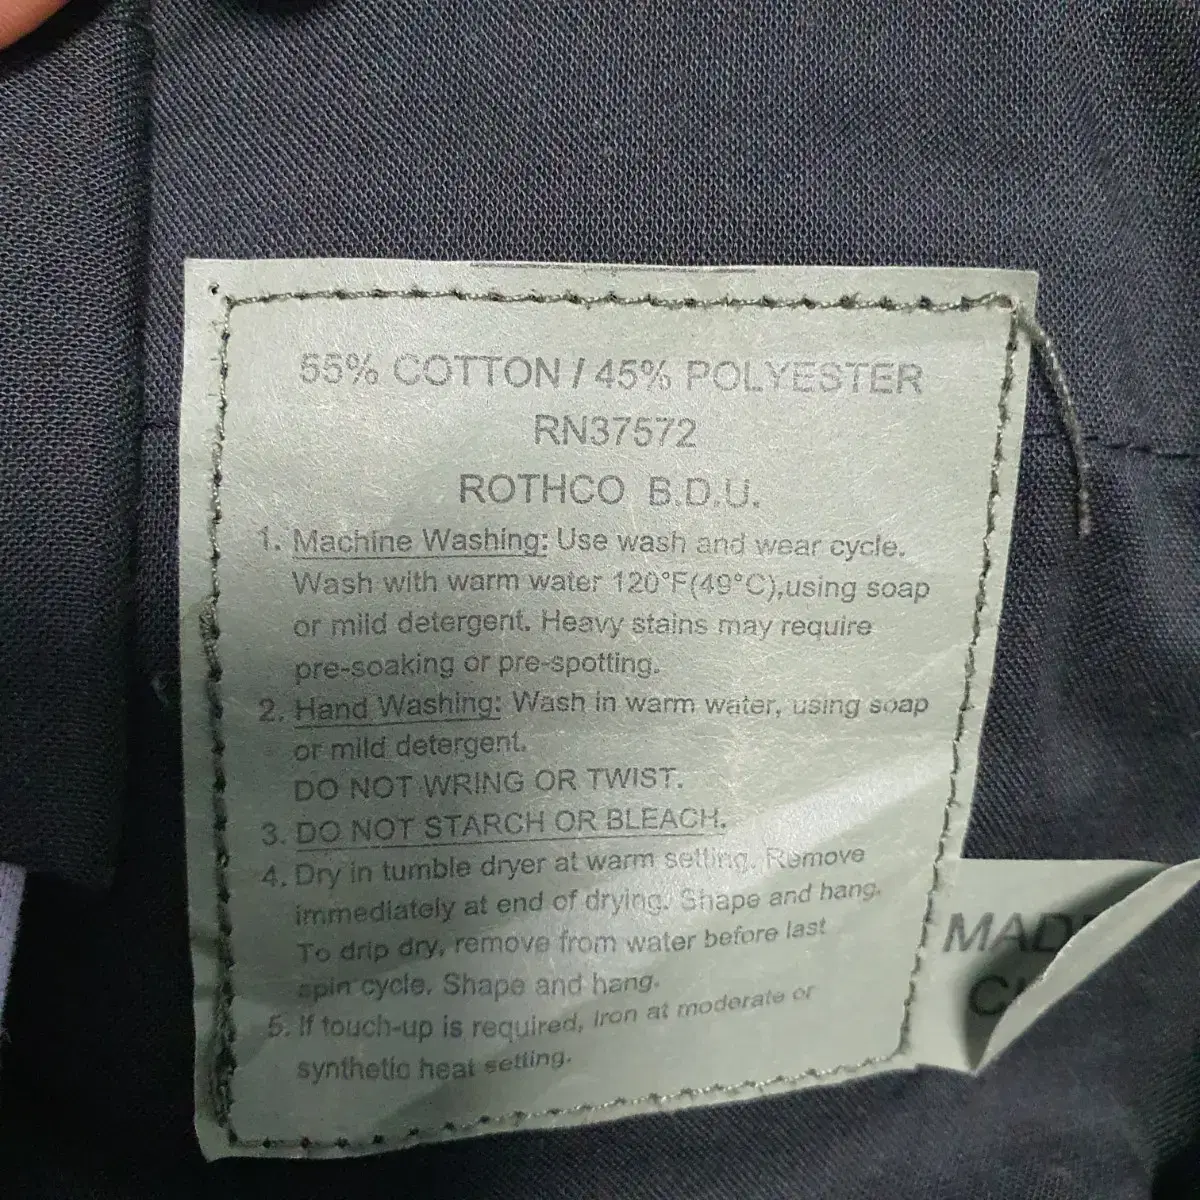 55% COTTON / 45% POLYESTER
RN37572
ROTHCO B.D.U.
1. Machine Washing: Use wash and wear cycle.
Wash with warm water 120°F(49°C),using soap
or mild detergent. Heavy stains may require
pre-soaking or pre-spotting.
2. Hand Washing: Wash in warm water, using soap
or mild detergent.
DO NOT WRING OR TWIST.
3. DO NOT STARCH OR BLEACH.
4. Dry in tumble dryer at warm setting. Remove
immediately at end of drying. Shape and hang.
To drip dry, remove from water before last
spin cycle. Shape and hang.
5. If touch-up is required, iron at moderate or
synthetic heat setting.